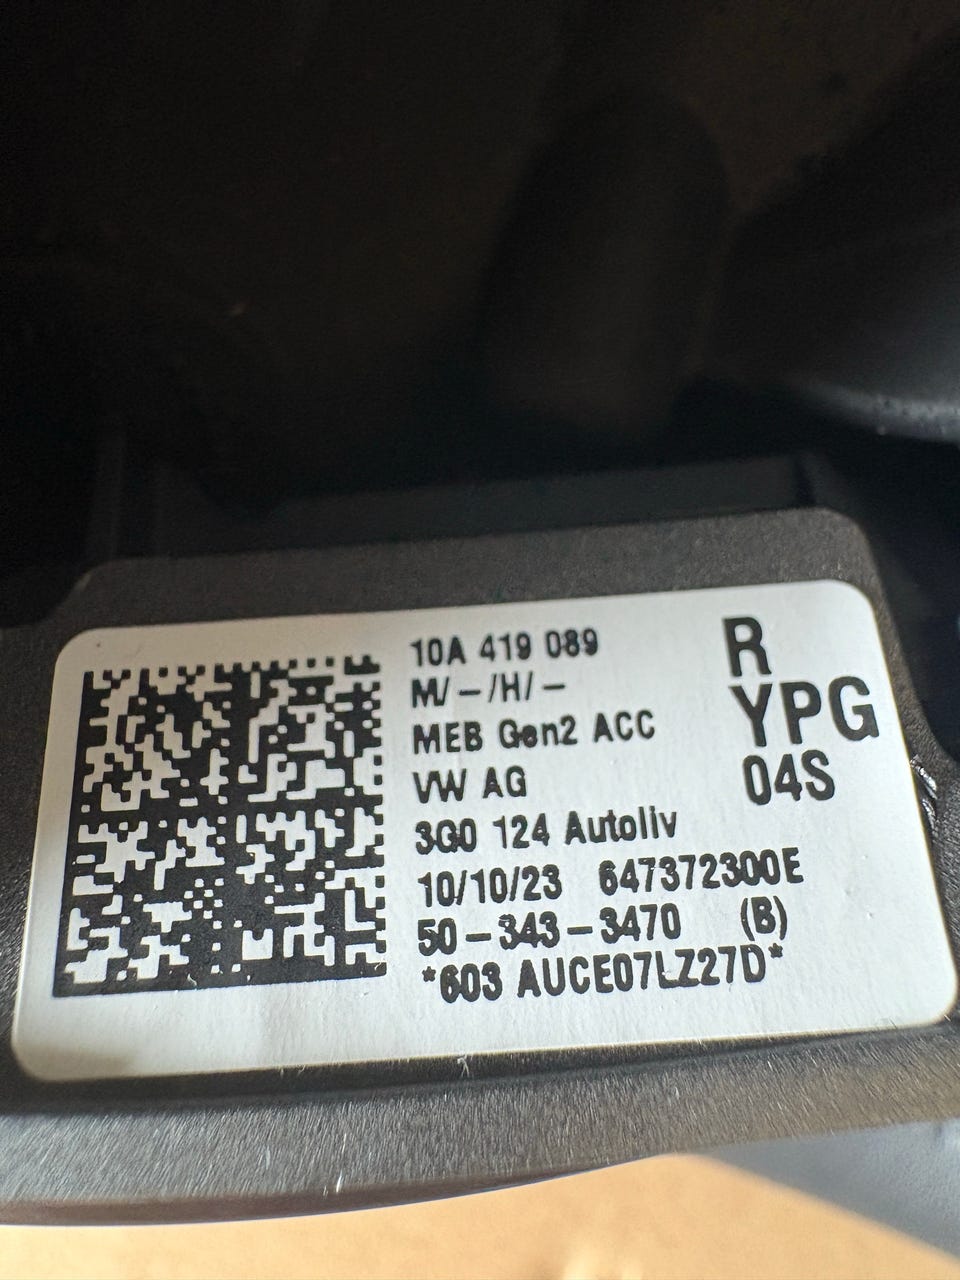 10A 419 089
M/-/H/-
MEB Gen2 ACC
VW AG
3G0 124 Autoliv
10/10/23 647372300E
50-343-3470 (B)
*603 AUCE07LZ27D*
R
YPG
04S